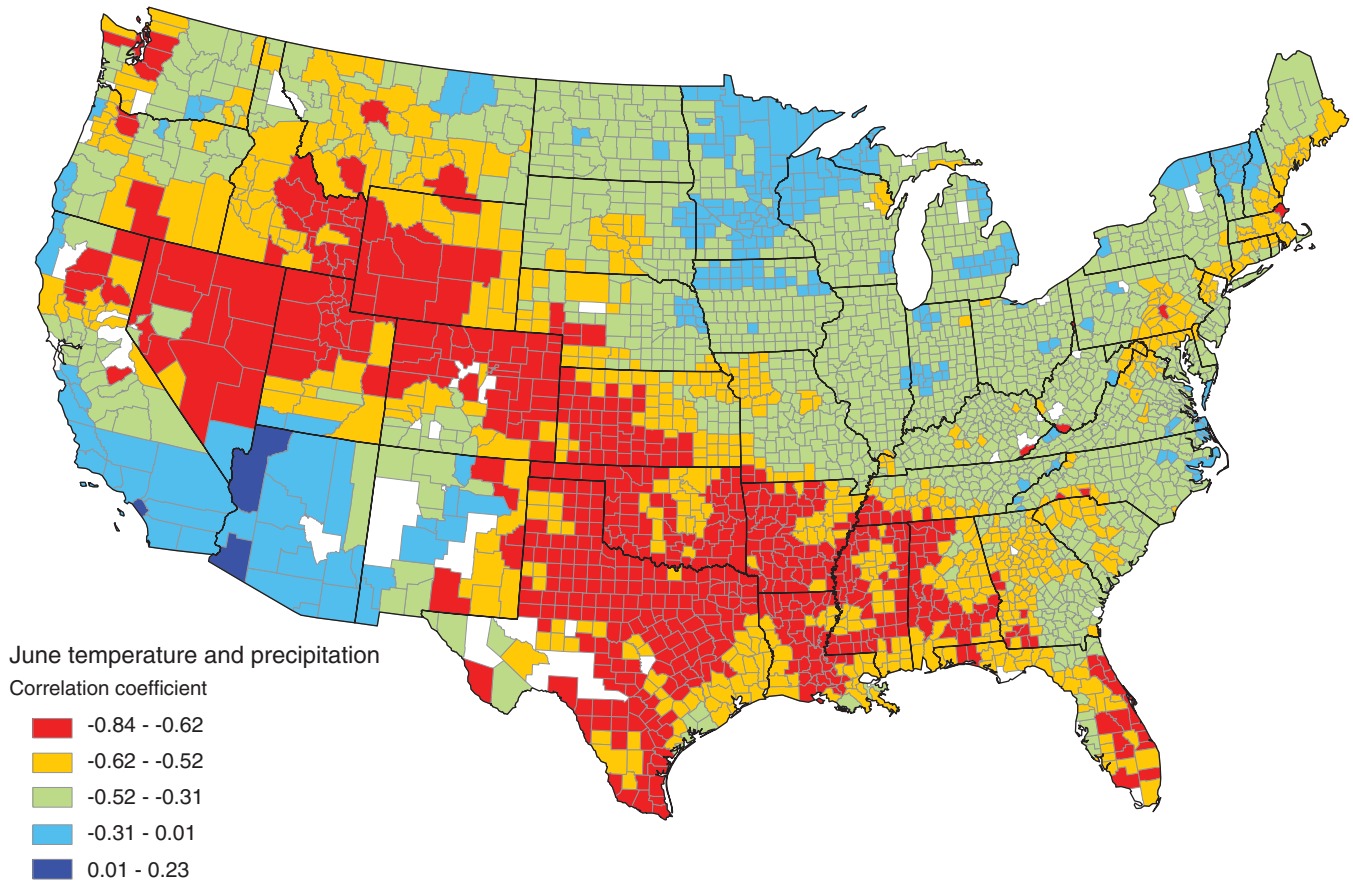 June temperature and precipitation
Correlation coefficient
-0.84 - -0.62
-0.62 - -0.52
-0.52 - -0.31
-0.31 - 0.01
0.01 - 0.23